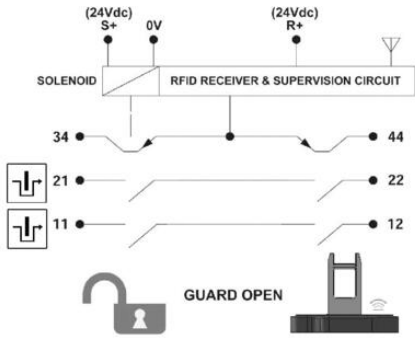 (24Vdc) (24Vdc)
S+ 0V R+
SOLENOID RFID RECEIVER & SUPERVISION CIRCUIT
34 44
21 22
11 12
GUARD OPEN